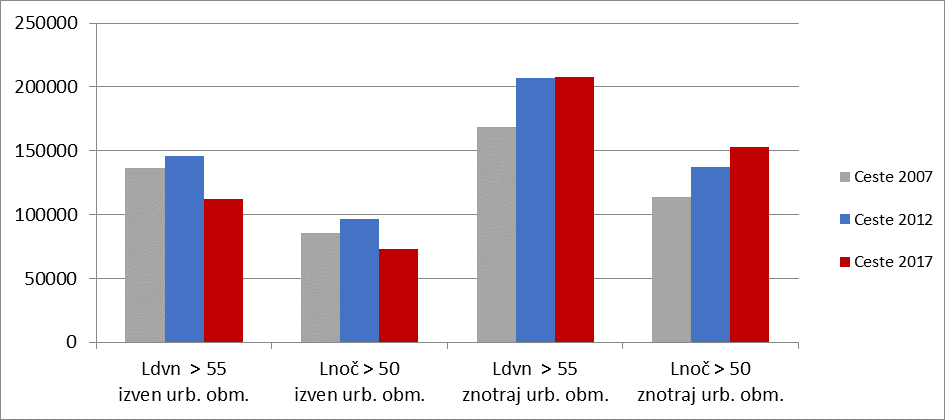 250000
200000
150000
100000
50000
0
Ldvn > 55
izven urb. obm.
Lnoč > 50
izven urb. obm.
Ldvn > 55
znotraj urb. obm.
Lnoč > 50
znotraj urb. obm.
Ceste 2007
Ceste 2012
Ceste 2017